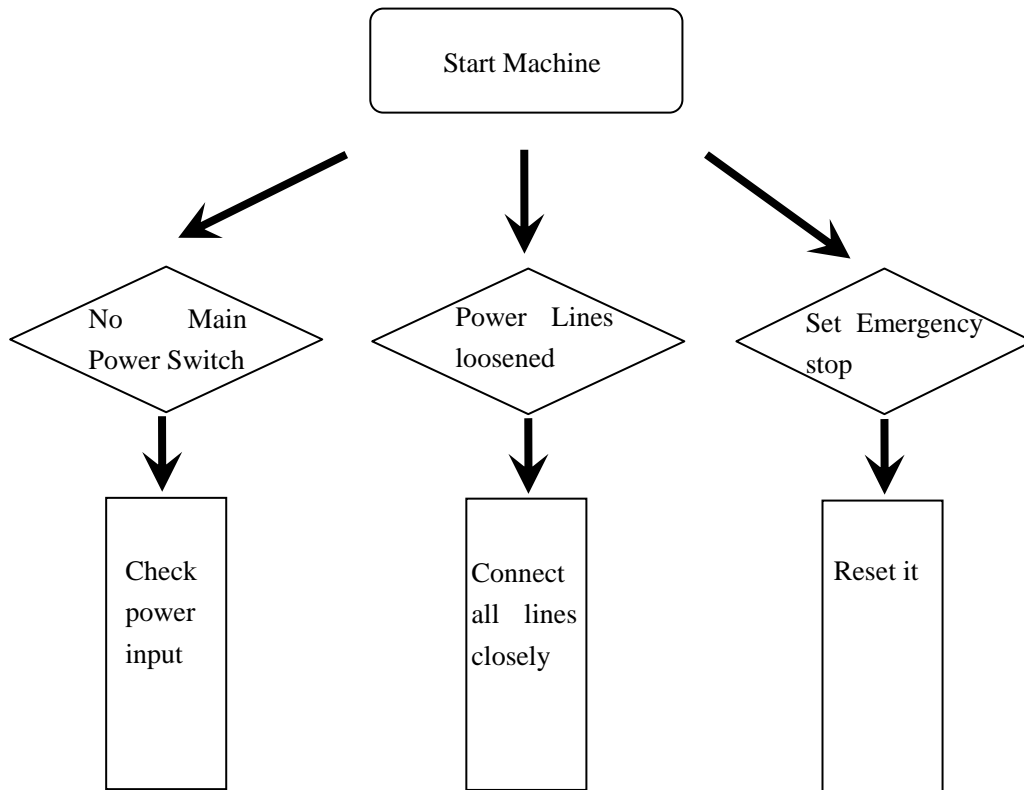 Start Machine
No Main
Power Switch
Power Lines
loosened
Set Emergency
stop
Check
power
input
Connect
all lines
closely
Reset it